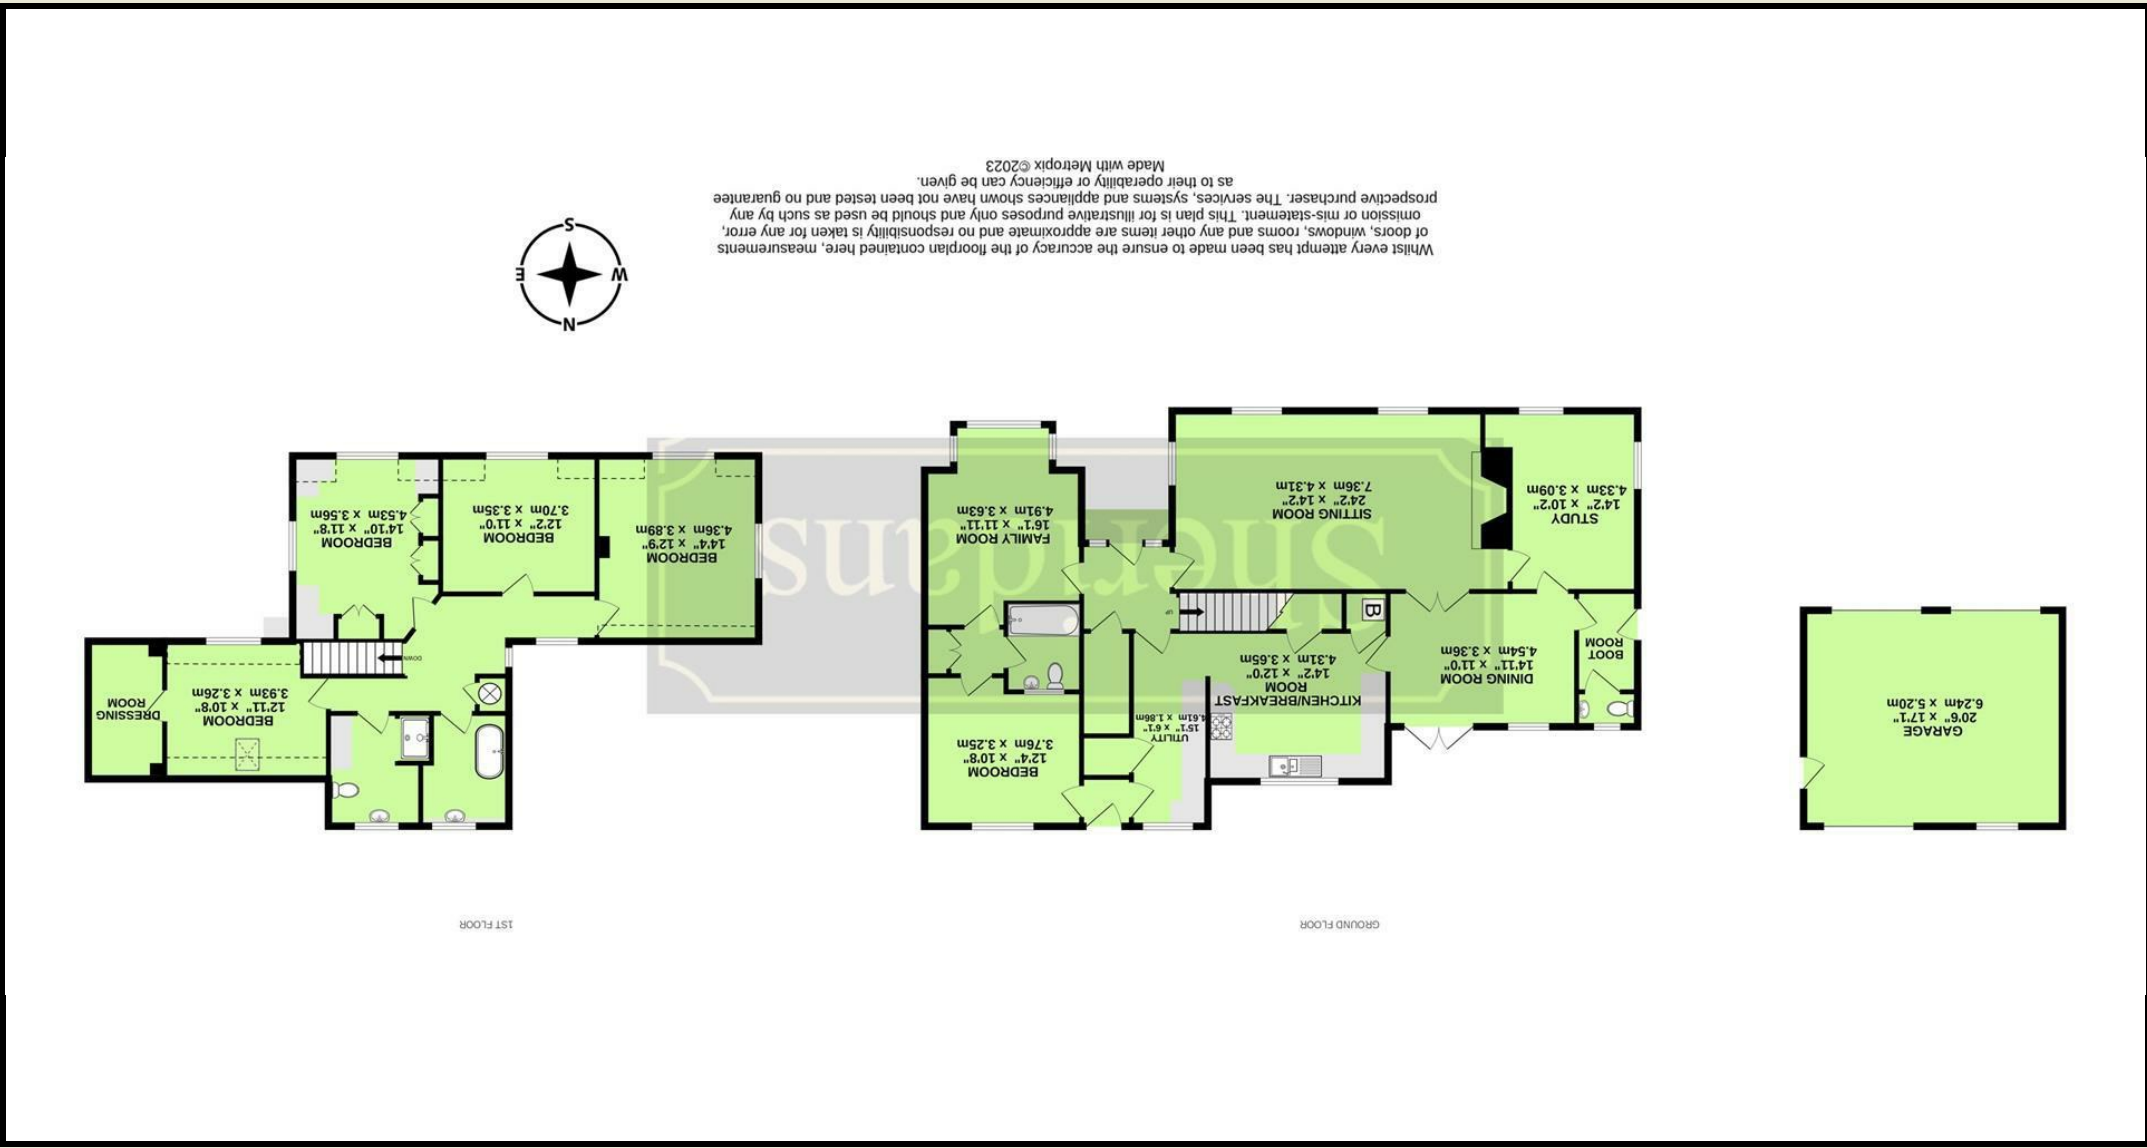 GROUND FLOOR
1ST FLOOR
GARAGE
20'6" x 17'1"
6.24m x 5.20m
BOOT
ROOM
DINING ROOM
14'11" x 11'0"
4.54m x 3.36m
KITCHEN/BREAKFAST
ROOM
14'2" x 12'0"
4.31m x 3.65m
UTILITY
15'1" x 6'1"
4.61m x 1.86m
BEDROOM
12'4" x 10'8"
3.76m x 3.25m
B
UP
STUDY
14'2" x 10'2"
4.33m x 3.09m
SITTING ROOM
24'2" x 14'2"
7.36m x 4.31m
FAMILY ROOM
16'1" x 11'11"
4.91m x 3.63m
BEDROOM
12'11" x 10'8"
3.93m x 3.26m
DRESSING
ROOM
DOWN
BEDROOM
14'4" x 12'9"
4.36m x 3.89m
BEDROOM
12'2" x 11'0"
3.70m x 3.35m
BEDROOM
14'10" x 11'8"
4.53m x 3.56m
Sheridans
N
W
E
S
Whilst every attempt has been made to ensure the accuracy of the floorplan contained here, measurements
of doors, windows, rooms and any other items are approximate and no responsibility is taken for any error,
omission or mis-statement. This plan is for illustrative purposes only and should be used as such by any
prospective purchaser. The services, systems and appliances shown have not been tested and no guarantee
as to their operability or efficiency can be given.
Made with Metropix ©2023